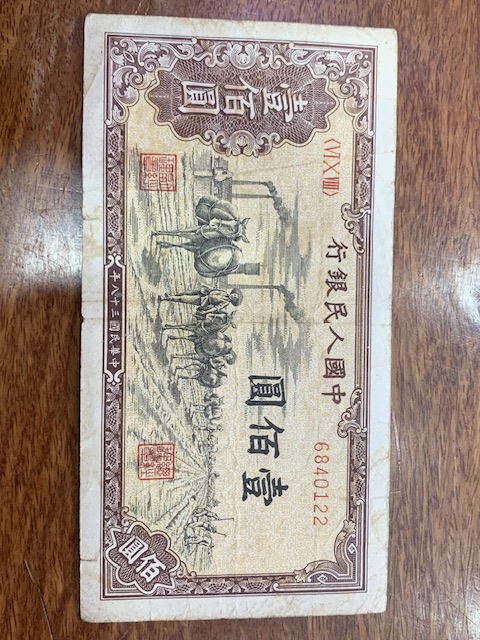 中國人民銀行
〈VIXⅧ〉
6840122
壹佰圓
壹佰圓
佰圓
中華民國三十八年